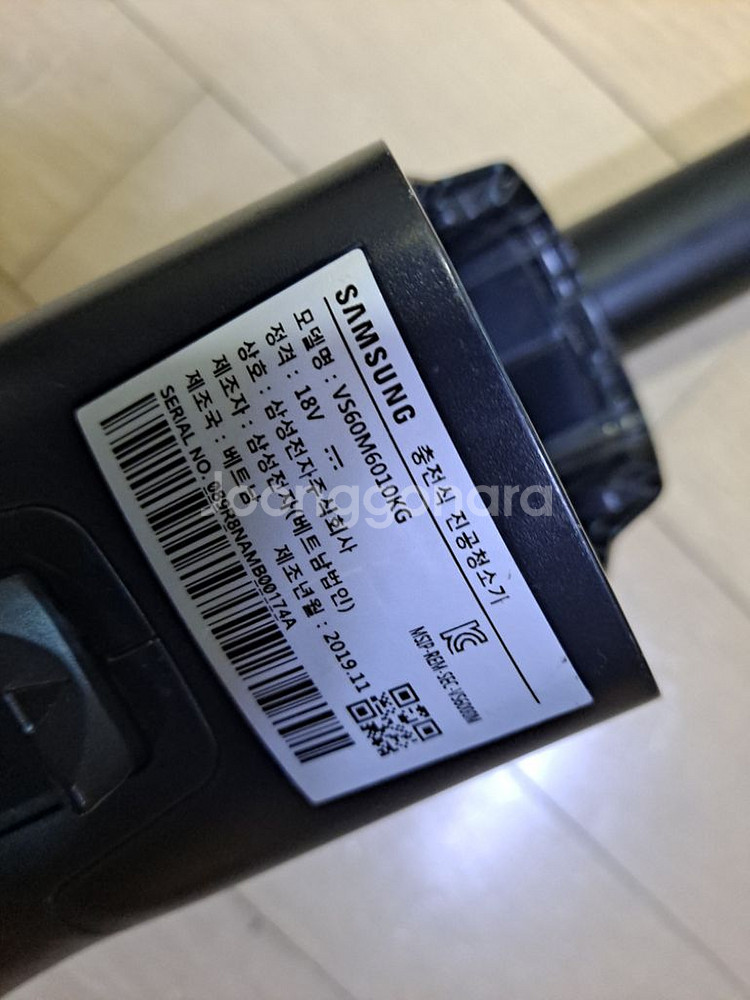 SAMSUNG 충전식 진공청소기
모델명 : VS60M6010KG
정격 : 18V
상호 : 삼성전자주식회사
제조자 : 삼성전자(베트남법인)
제조국 : 베트남 제조년월 : 2019.11
SERIAL NO.
MSIP-REM-SEC-VS6000M
Joonggonara